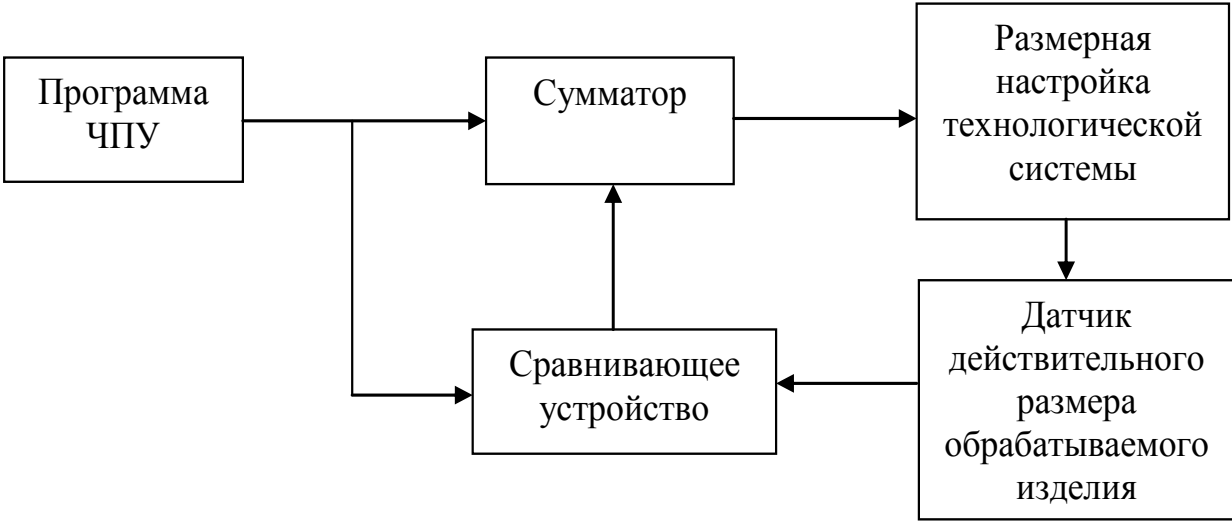 Программа
ЧПУ
Сумматор
Размерная
настройка
технологической
системы
Сравнивающее
устройство
Датчик
действительного
размера
обрабатываемого
изделия